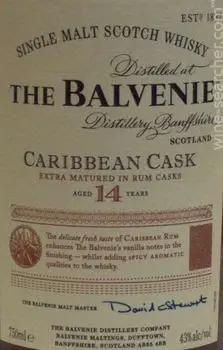 ESTD 18
SINGLE MALT SCOTCH WHISKY
Distilled at
THE BALVENIE
Distillery, Banffshire
SCOTLAND
CARIBBEAN CASK
EXTRA MATURED IN RUM CASKS
AGED 14 YEARS
The delicate fresh taste of CARIBBEAN RUM
enhances The Balvenie's vanilla notes in the
finishing — whilst adding SPICY AROMATIC
qualities to the whisky.
THE BALVENIE MALT MASTER
David Stewart
750ml e
43%alc/vol
THE BALVENIE DISTILLERY COMPANY
BALVENIE MALTINGS, DUFFTOWN,
BANFFSHIRE, SCOTLAND AB55 4BB